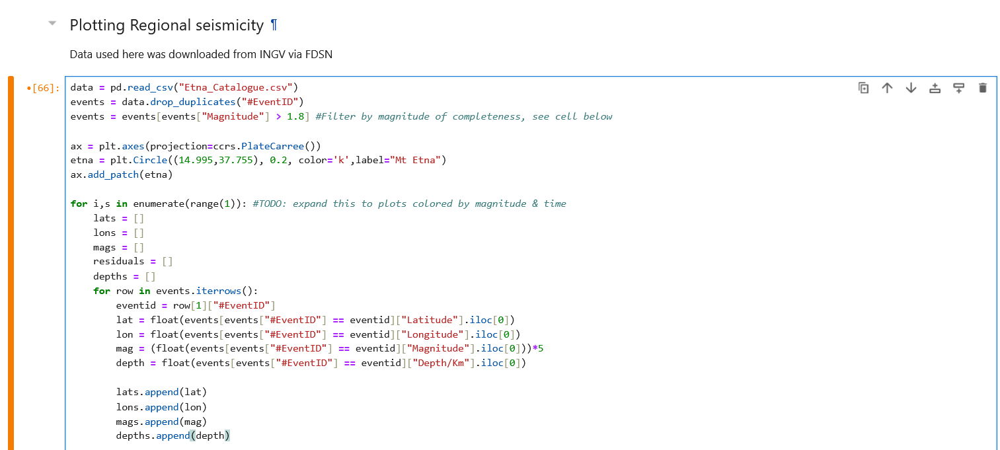 Plotting Regional seismicity ¶
Data used here was downloaded from INGV via FDSN
•[66]:
data = pd.read_csv("Etna_Catalogue.csv")
events = data.drop_duplicates("#EventID")
events = events[events["Magnitude"] > 1.8] #Filter by magnitude of completeness, see cell below

ax = plt.axes(projection=ccrs.PlateCarree())
etna = plt.Circle((14.995,37.755), 0.2, color='k',label="Mt Etna")
ax.add_patch(etna)

for i,s in enumerate(range(1)): #TODO: expand this to plots colored by magnitude & time
    lats = []
    lons = []
    mags = []
    residuals = []
    depths = []
    for row in events.iterrows():
        eventid = row[1]["#EventID"]
        lat = float(events[events["#EventID"] == eventid]["Latitude"].iloc[0])
        lon = float(events[events["#EventID"] == eventid]["Longitude"].iloc[0])
        mag = (float(events[events["#EventID"] == eventid]["Magnitude"].iloc[0]))*5
        depth = float(events[events["#EventID"] == eventid]["Depth/Km"].iloc[0])

        lats.append(lat)
        lons.append(lon)
        mags.append(mag)
        depths.append(depth)